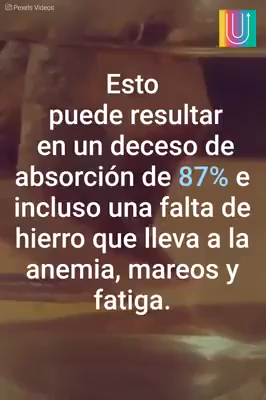 Pexels Videos
U
Esto
puede resultar
en un deceso de
absorción de 87% e
incluso una falta de
hierro que lleva a la
anemia, mareos y
fatiga.